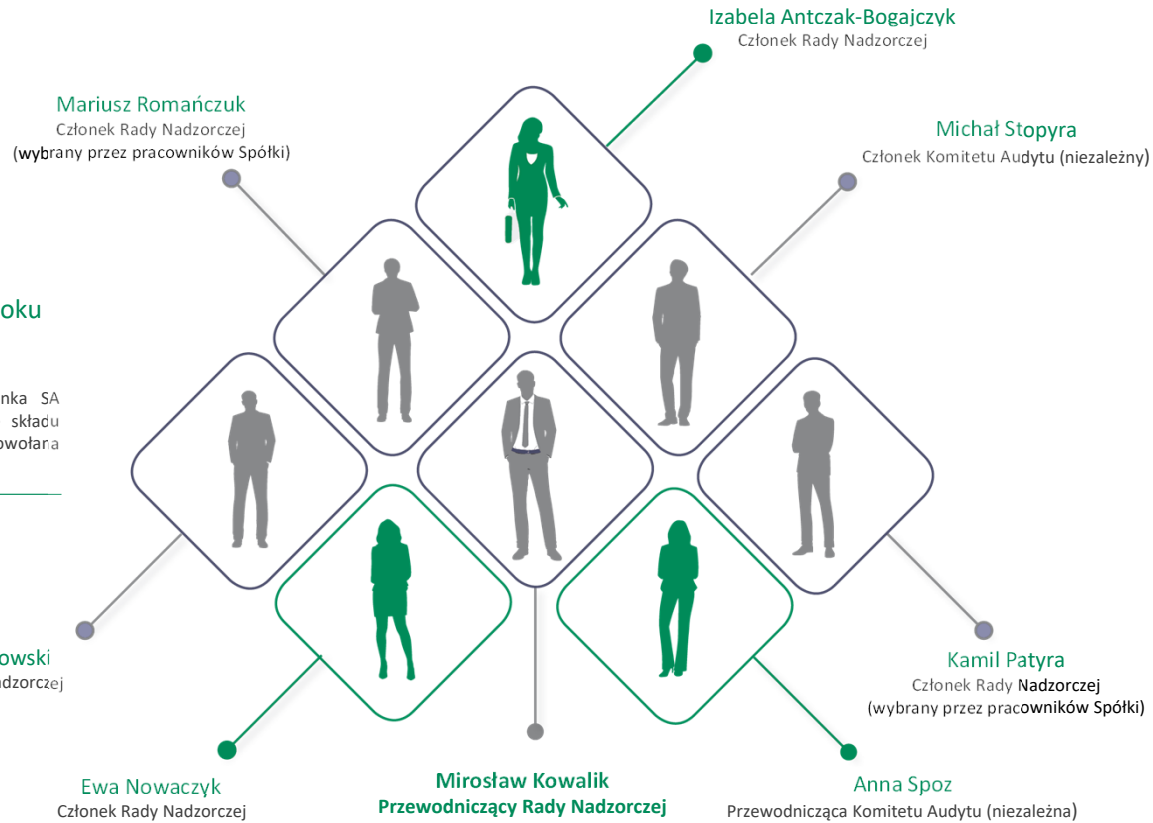 Izabela Antczak-Bogajczyk
Członek Rady Nadzorczej
Mariusz Romańczuk
Członek Rady Nadzorczej
(wybrany przez pracowników Spółki)
Michał Stopyra
Członek Komitetu Audytu (niezależny)
oku
nka SA
składu
owołana
owski
adzorczej
Kamil Patyra
Członek Rady Nadzorczej
(wybrany przez pracowników Spółki)
Ewa Nowaczyk
Członek Rady Nadzorczej
Mirosław Kowalik
Przewodniczący Rady Nadzorczej
Anna Spoz
Przewodnicząca Komitetu Audytu (niezależna)